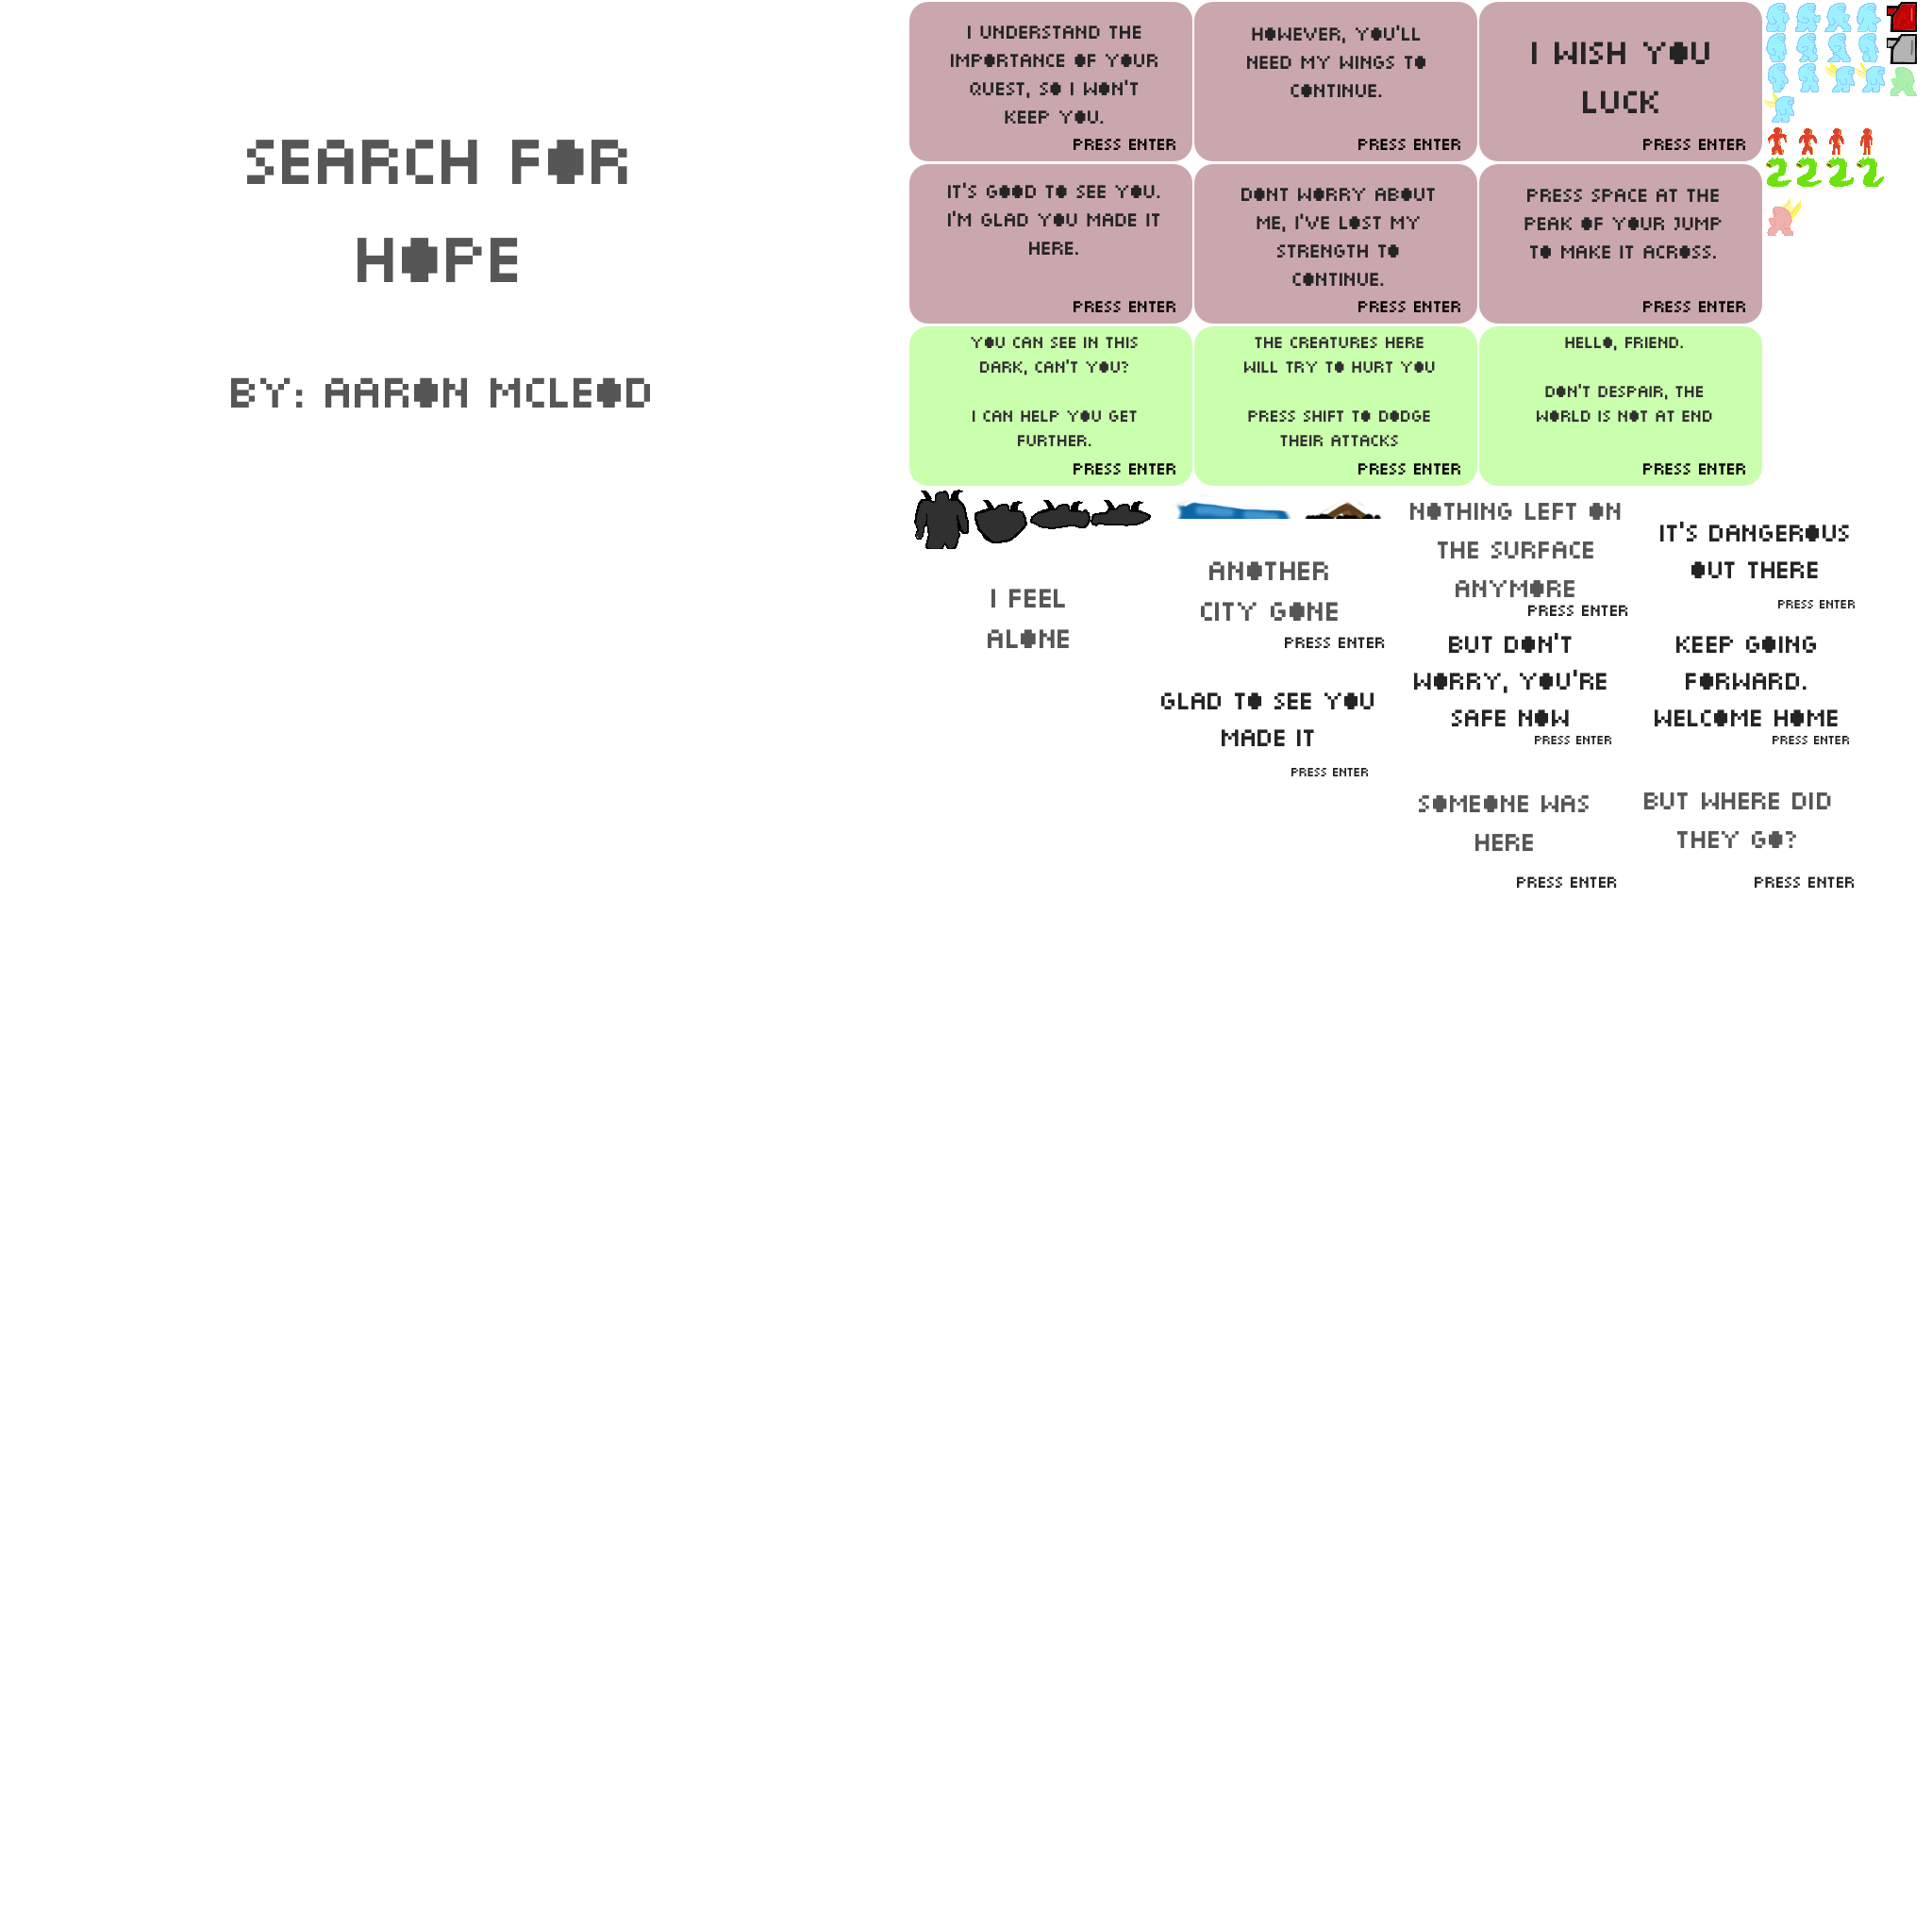 SEARCH FOR
HOPE
BY: AARON MCLEOD
I UNDERSTAND THE
IMPORTANCE OF YOUR
QUEST, SO I WON'T
KEEP YOU.
PRESS ENTER
HOWEVER, YOU'LL
NEED MY WINGS TO
CONTINUE.
PRESS ENTER
I WISH YOU
LUCK
PRESS ENTER
IT'S GOOD TO SEE YOU.
I'M GLAD YOU MADE IT
HERE.
PRESS ENTER
DONT WORRY ABOUT
ME, I'VE LOST MY
STRENGTH TO
CONTINUE.
PRESS ENTER
PRESS SPACE AT THE
PEAK OF YOUR JUMP
TO MAKE IT ACROSS.
PRESS ENTER
YOU CAN SEE IN THIS
DARK, CAN'T YOU?
I CAN HELP YOU GET
FURTHER.
PRESS ENTER
THE CREATURES HERE
WILL TRY TO HURT YOU
PRESS SHIFT TO DODGE
THEIR ATTACKS
PRESS ENTER
HELLO, FRIEND.
DON'T DESPAIR, THE
WORLD IS NOT AT END
PRESS ENTER
I FEEL
ALONE
ANOTHER
CITY GONE
PRESS ENTER
NOTHING LEFT ON
THE SURFACE
ANYMORE
PRESS ENTER
IT'S DANGEROUS
OUT THERE
PRESS ENTER
GLAD TO SEE YOU
MADE IT
PRESS ENTER
BUT DON'T
WORRY, YOU'RE
SAFE NOW
PRESS ENTER
KEEP GOING
FORWARD.
WELCOME HOME
PRESS ENTER
SOMEONE WAS
HERE
PRESS ENTER
BUT WHERE DID
THEY GO?
PRESS ENTER